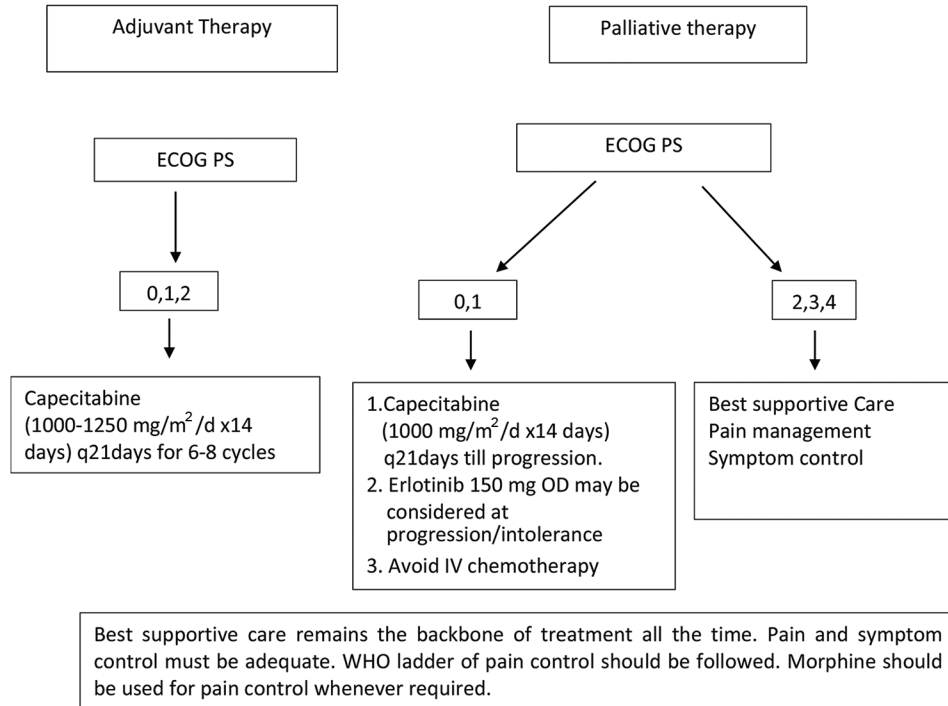 Adjuvant Therapy
Palliative therapy
ECOG PS
ECOG PS
0,1,2
0,1
2,3,4
Capecitabine
(1000-1250 mg/m²/d x14
days) q21days for 6-8 cycles
1.Capecitabine
(1000 mg/m²/d x14 days)
q21days till progression.
2. Erlotinib 150 mg OD may be
considered at
progression/intolerance
3. Avoid IV chemotherapy
Best supportive Care
Pain management
Symptom control
Best supportive care remains the backbone of treatment all the time. Pain and symptom
control must be adequate. WHO ladder of pain control should be followed. Morphine should
be used for pain control whenever required.